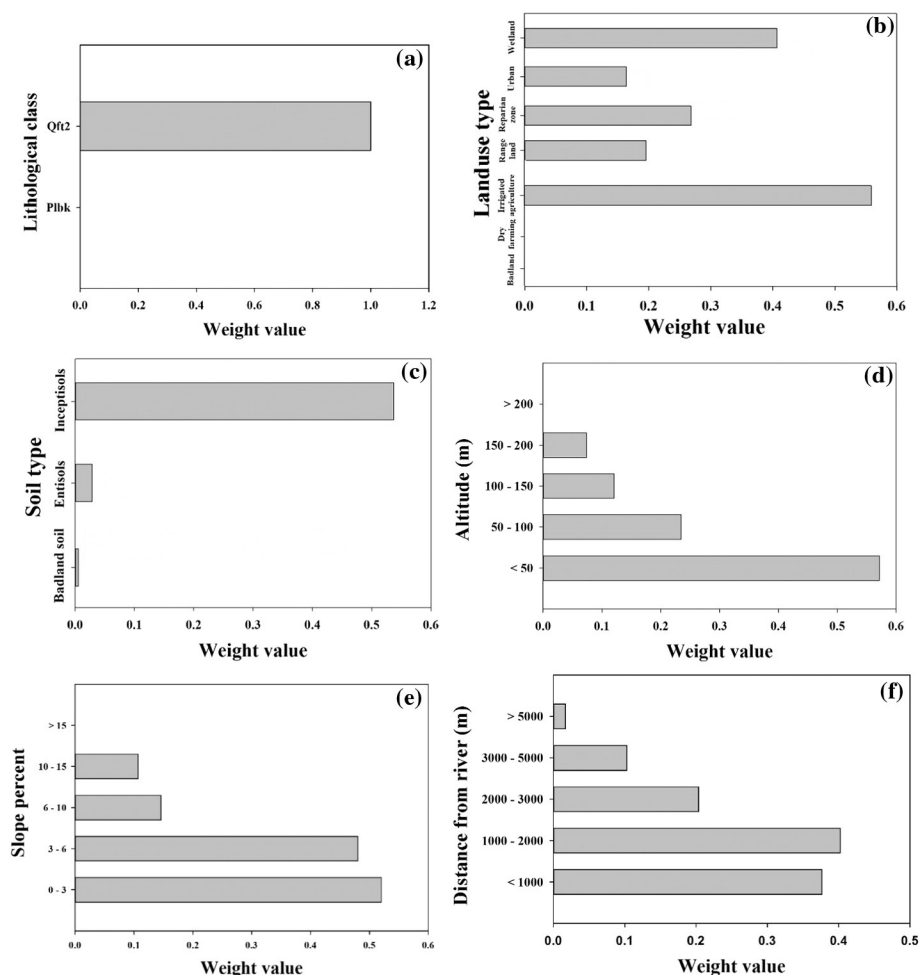 (a)
Lithological class
Qft2
Plbk
0.0 0.2 0.4 0.6 0.8 1.0 1.2
Weight value
(b)
Landuse type
Wetland
Urban
Reparian
zone
Range
land
Irrigated
agriculture
Dry
farming
Badland
0.0 0.1 0.2 0.3 0.4 0.5 0.6
Weight value
(c)
Soil type
Inceptisols
Entisols
Badland soil
0.0 0.1 0.2 0.3 0.4 0.5 0.6
Weight value
(d)
Altitude (m)
> 200
150 - 200
100 - 150
50 - 100
< 50
0.0 0.1 0.2 0.3 0.4 0.5 0.6
Weight value
(e)
Slope percent
> 15
10 - 15
6 - 10
3 - 6
0 - 3
0.0 0.1 0.2 0.3 0.4 0.5 0.6
Weight value
(f)
Distance from river (m)
> 5000
3000 - 5000
2000 - 3000
1000 - 2000
< 1000
0.0 0.1 0.2 0.3 0.4 0.5
Weight value